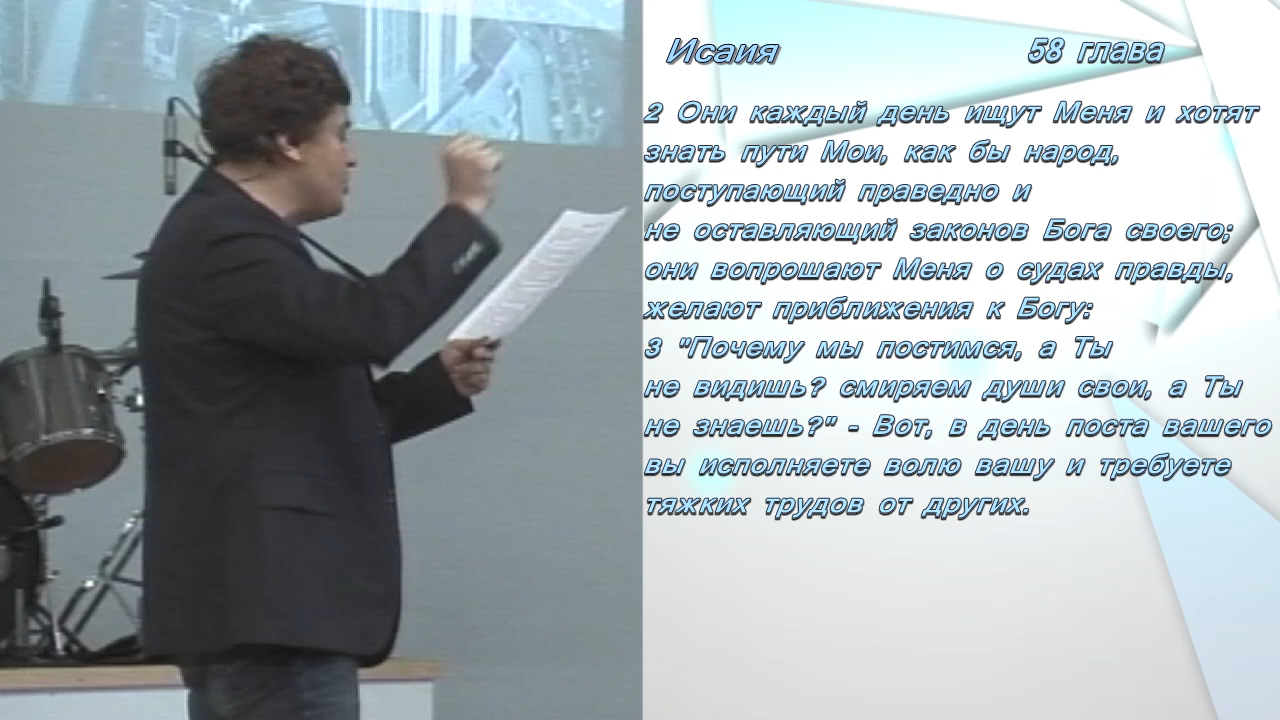 Исаия 58 глава
2 Они каждый день ищут Меня и хотят
знать пути Мои, как бы народ,
поступающий праведно и
не оставляющий законов Бога своего;
они вопрошают Меня о судах правды,
желают приближения к Богу:
3 "Почему мы постимся, а Ты
не видишь? смиряем души свои, а Ты
не знаешь?" - Вот, в день поста вашего
вы исполняете волю вашу и требуете
тяжких трудов от других.